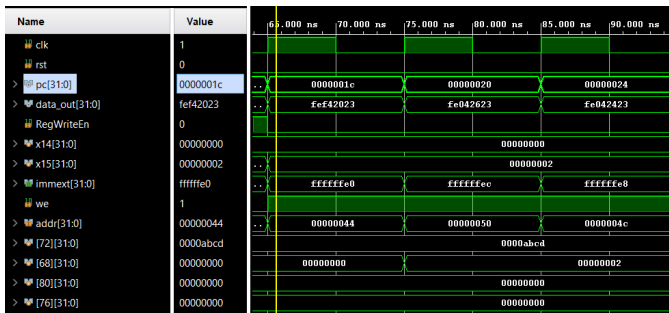 Name Value 65.000 ns 70.000 ns 75.000 ns 80.000 ns 85.000 ns 90.000 ns
clk 1
rst 0
pc[31:0] 0000001c .. 0000001c 00000020 00000024
data_out[31:0] fef42023 .. fef42023 fe042623 fe042423
RegWriteEn 0
x14[31:0] 00000000 00000000
x15[31:0] 00000002 .. 00000002
immext[31:0] ffffffe0 .. ffffffe0 ffffffec ffffffe8
we 1
addr[31:0] 00000044 .. 00000044 00000050 0000004c
[72][31:0] 0000abcd 0000abcd
[68][31:0] 00000000 00000000 00000002
[80][31:0] 00000000 00000000
[76][31:0] 00000000 00000000